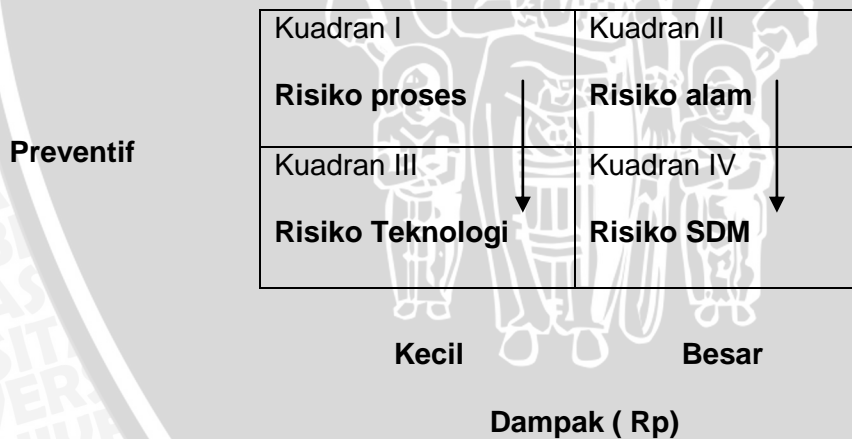 Kuadran I
Kuadran II
Risiko proses
Risiko alam
Preventif
Kuadran III
Kuadran IV
Risiko Teknologi
Risiko SDM
Kecil
Besar
Dampak ( Rp)